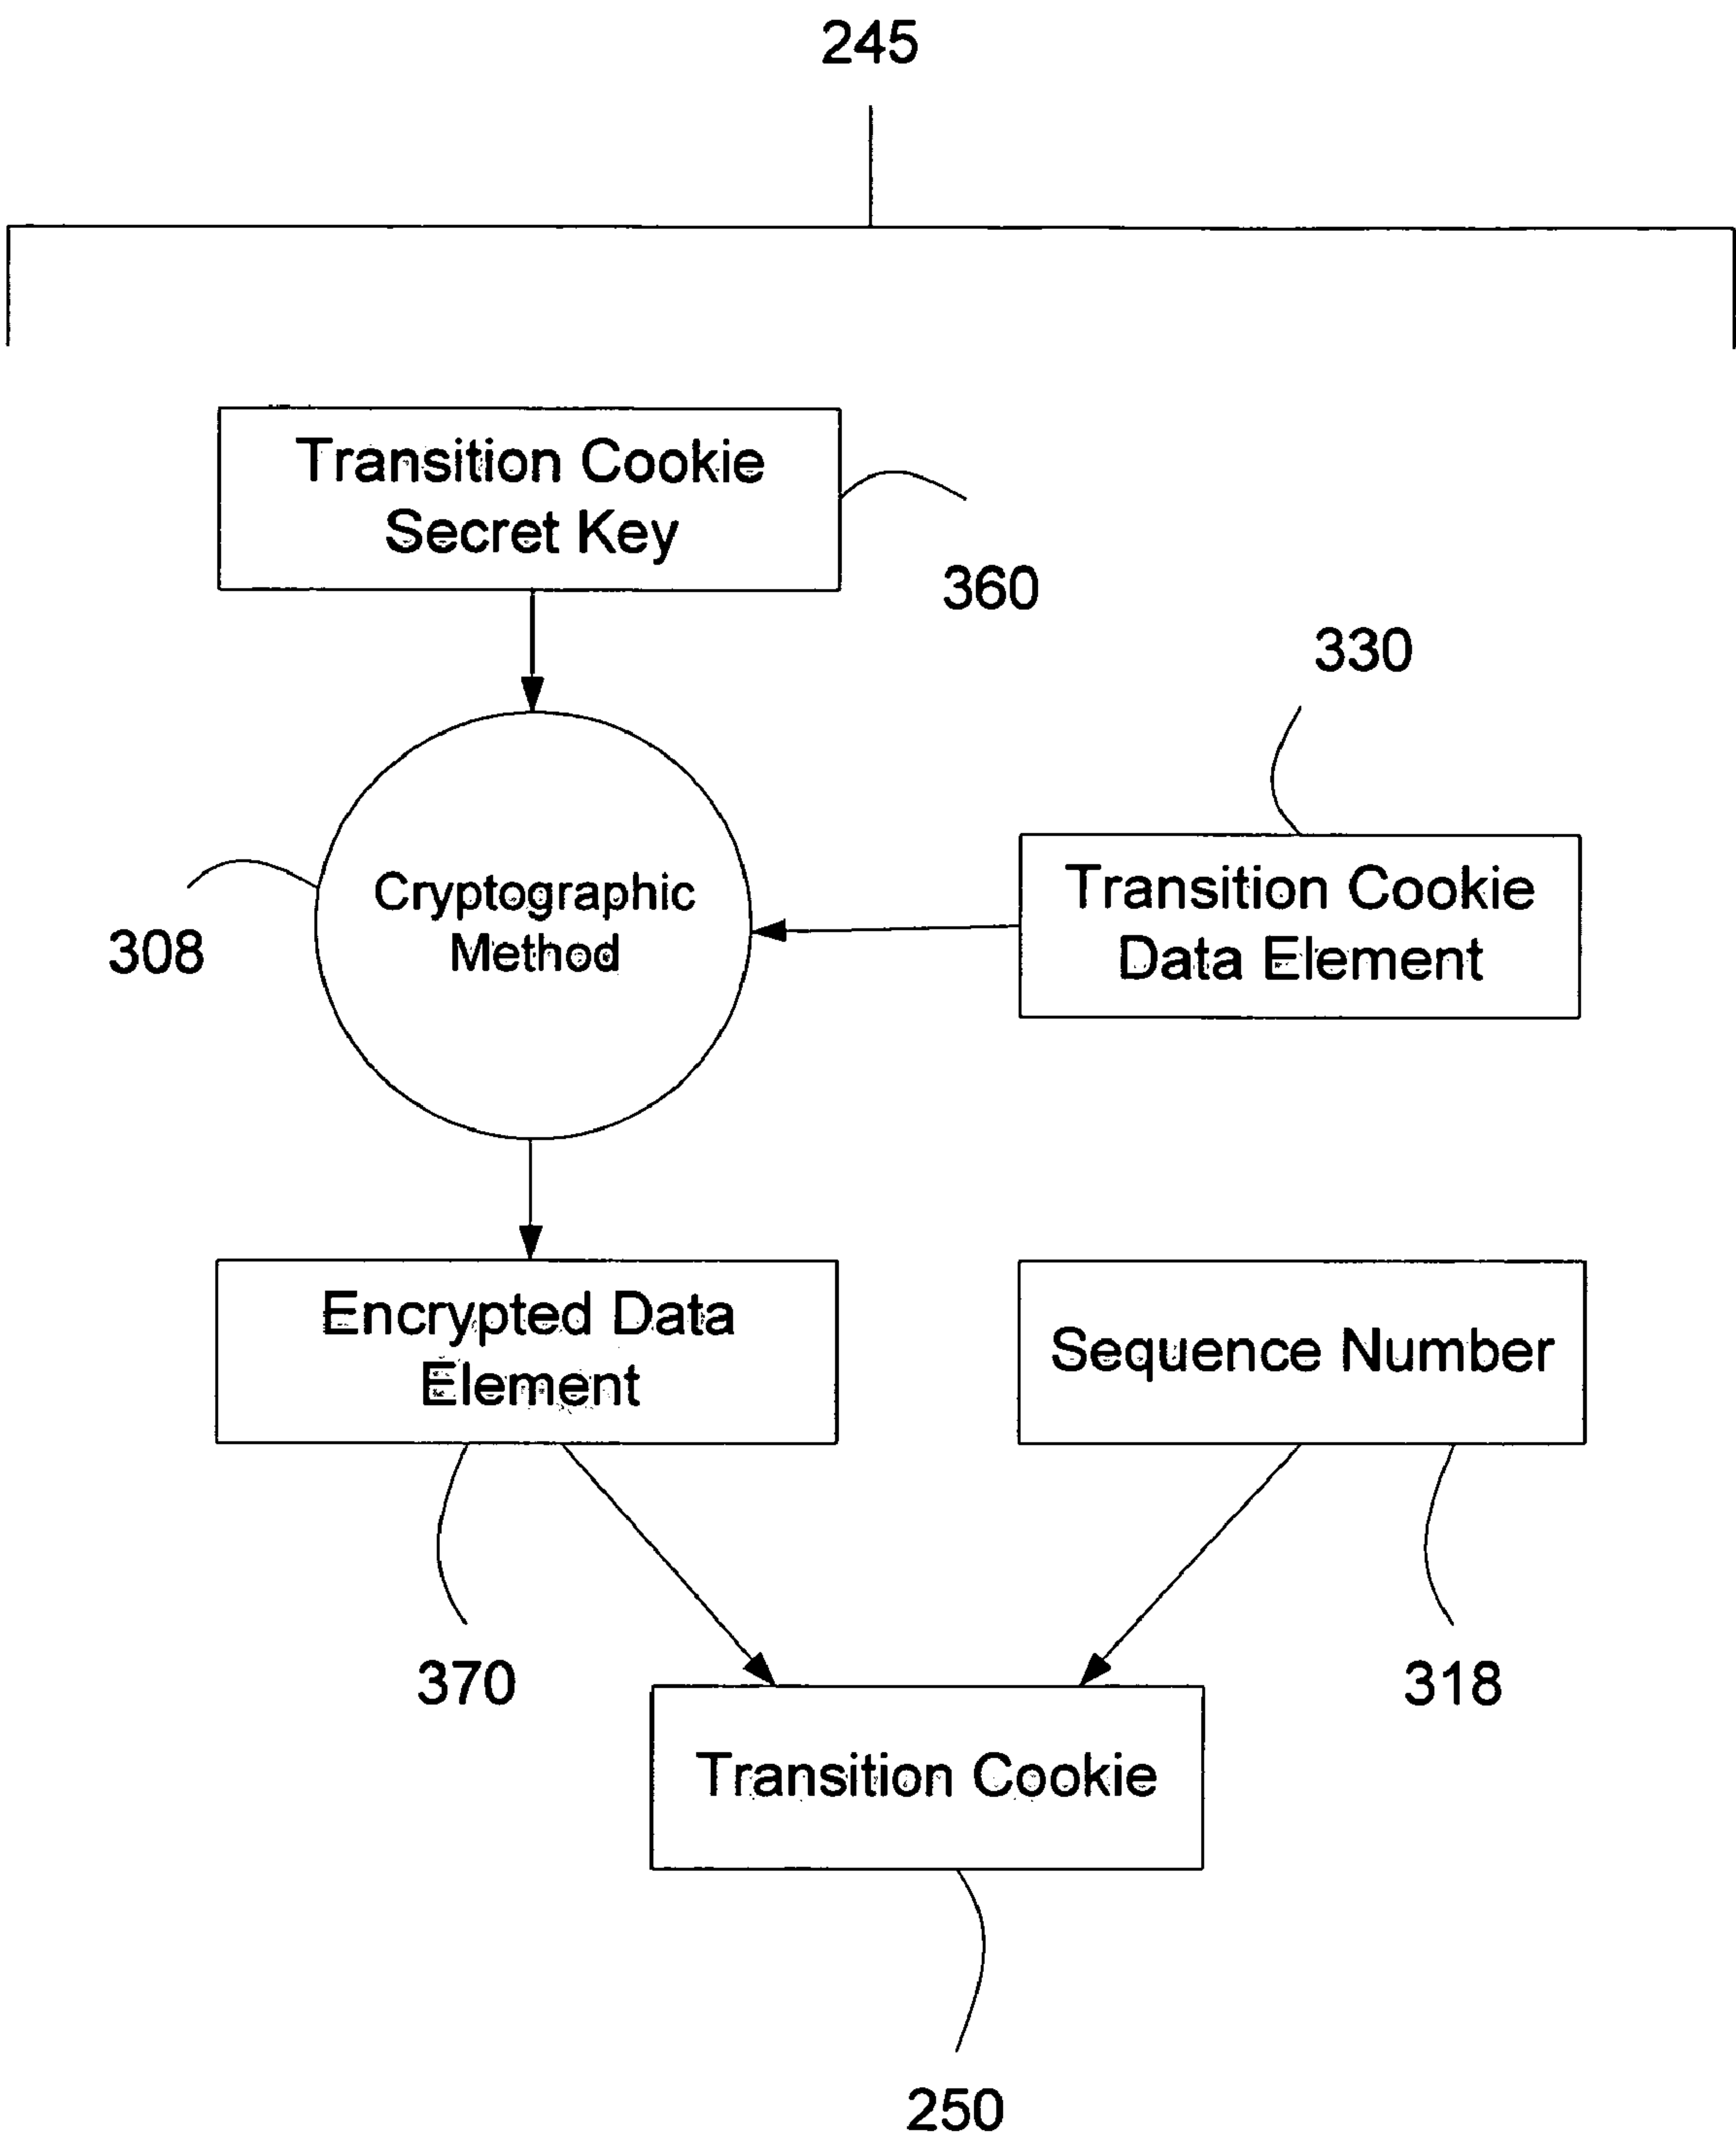 245
Transition Cookie
Secret Key
360
330
Cryptographic
Method
308
Transition Cookie
Data Element
Encrypted Data
Element
Sequence Number
370
318
Transition Cookie
250